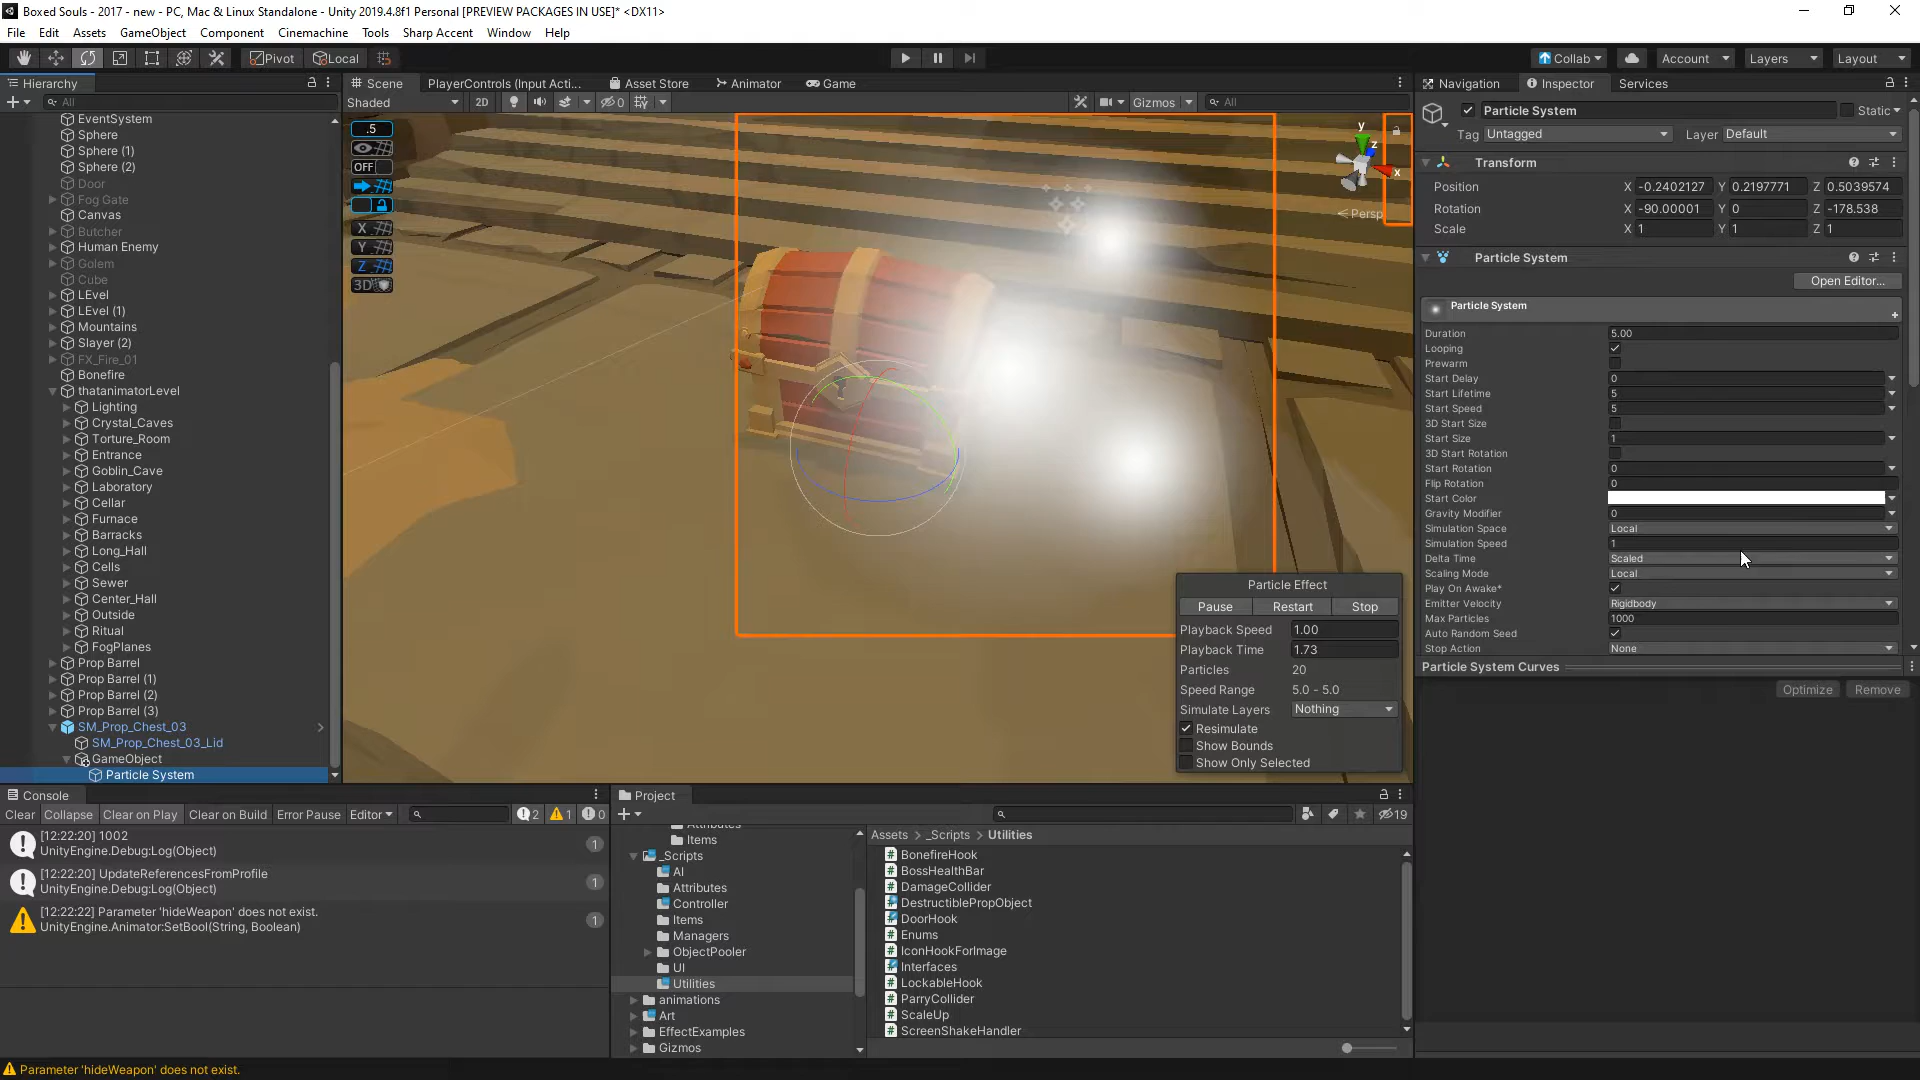 Boxed Souls - 2017 - new - PC, Mac & Linux Standalone - Unity 2019.4.8f1 Personal [PREVIEW PACKAGES IN USE]* <DX11>
File Edit Assets GameObject Component Cinemachine Tools Sharp Accent Window Help
Pivot Local Collab Account Layers Layout
Hierarchy
All
EventSystem
Sphere
Sphere (1)
Sphere (2)
Door
Fog Gate
Canvas
Butcher
Human Enemy
Golem
Cube
LEvel
LEvel (1)
Mountains
Slayer (2)
FX_Fire_01
Bonefire
thatanimatorLevel
Lighting
Crystal_Caves
Torture_Room
Entrance
Goblin_Cave
Laboratory
Cellar
Furnace
Barracks
Long_Hall
Cells
Sewer
Center_Hall
Outside
Ritual
FogPlanes
Prop Barrel
Prop Barrel (1)
Prop Barrel (2)
Prop Barrel (3)
SM_Prop_Chest_03
SM_Prop_Chest_03_Lid
GameObject
Particle System
Scene PlayerControls (Input Acti... Asset Store Animator Game
Shaded 2D 0 Gizmos All
.5
OFF
X
Y
Z
3D
y
z
x
Persp
Particle Effect
Pause Restart Stop
Playback Speed 1.00
Playback Time 1.73
Particles 20
Speed Range 5.0 - 5.0
Simulate Layers Nothing
Resimulate
Show Bounds
Show Only Selected
Navigation Inspector Services
Particle System Static
Tag Untagged Layer Default
Transform
Position X -0.2402127 Y 0.2197771 Z 0.5039574
Rotation X -90.00001 Y 0 Z -178.538
Scale X 1 Y 1 Z 1
Particle System
Open Editor...
Particle System
Duration 5.00
Looping
Prewarm
Start Delay 0
Start Lifetime 5
Start Speed 5
3D Start Size
Start Size 1
3D Start Rotation
Start Rotation 0
Flip Rotation 0
Start Color
Gravity Modifier 0
Simulation Space Local
Simulation Speed 1
Delta Time Scaled
Scaling Mode Local
Play On Awake*
Emitter Velocity Rigidbody
Max Particles 1000
Auto Random Seed
Stop Action None
Particle System Curves
Optimize Remove
Console
Clear Collapse Clear on Play Clear on Build Error Pause Editor 2 1 0
[12:22:20] 1002
UnityEngine.Debug:Log(Object)
1
[12:22:20] UpdateReferencesFromProfile
UnityEngine.Debug:Log(Object)
1
[12:22:22] Parameter 'hideWeapon' does not exist.
UnityEngine.Animator:SetBool(String, Boolean)
1
Parameter 'hideWeapon' does not exist.
Project
19
Attributes
Items
_Scripts
AI
Attributes
Controller
Items
Managers
ObjectPooler
UI
Utilities
animations
Art
EffectExamples
Gizmos
Assets > _Scripts > Utilities
BonefireHook
BossHealthBar
DamageCollider
DestructiblePropObject
DoorHook
Enums
IconHookForImage
Interfaces
LockableHook
ParryCollider
ScaleUp
ScreenShakeHandler